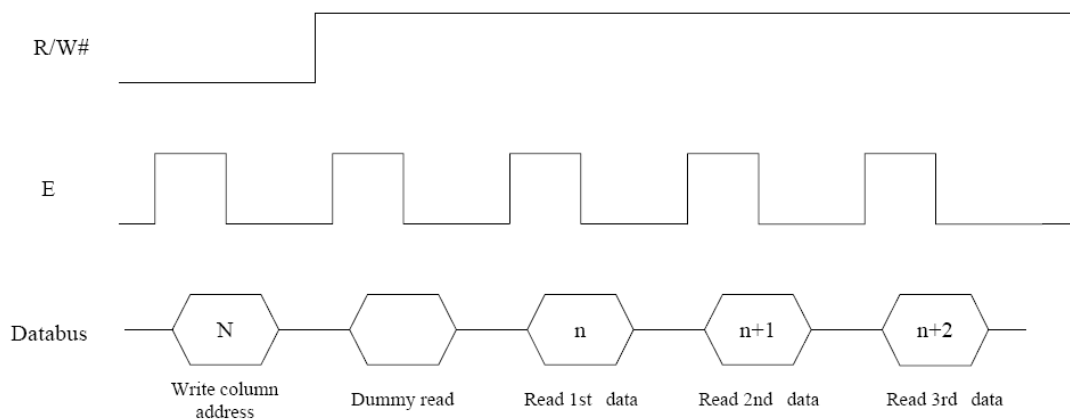 R/W#
E
Databus
N
n
n+1
n+2
Write column
address
Dummy read
Read 1st data
Read 2nd data
Read 3rd data